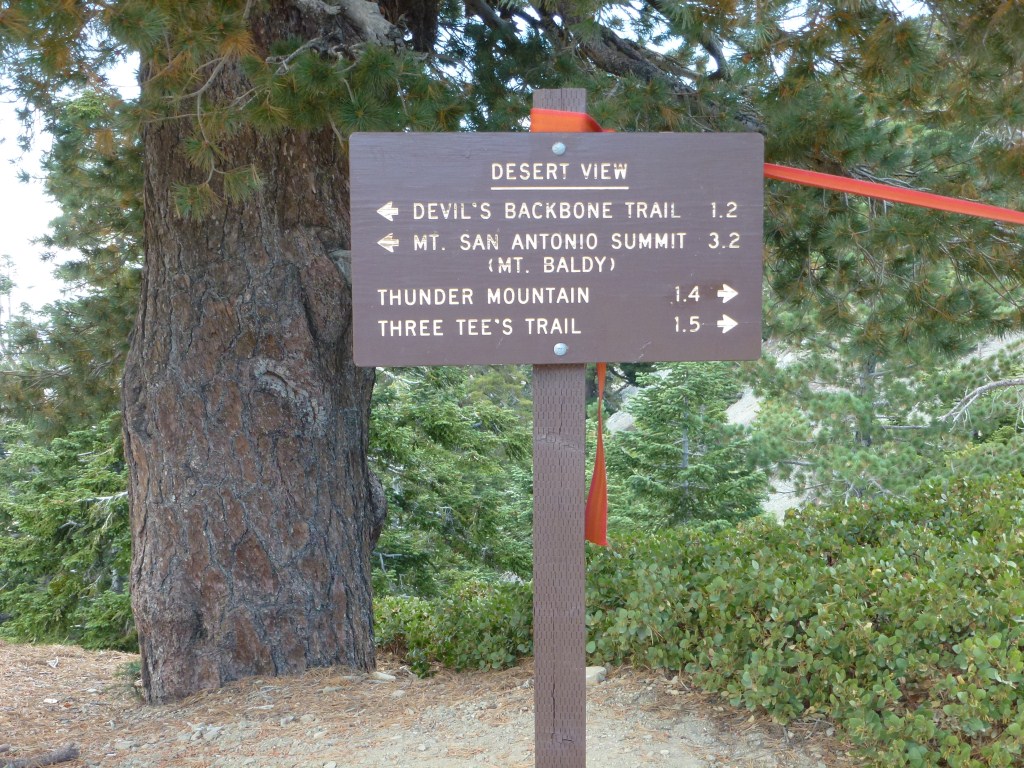 DESERT VIEW
← DEVIL'S BACKBONE TRAIL 1.2
← MT. SAN ANTONIO SUMMIT 3.2
(MT. BALDY)
THUNDER MOUNTAIN 1.4 →
THREE TEE'S TRAIL 1.5 →